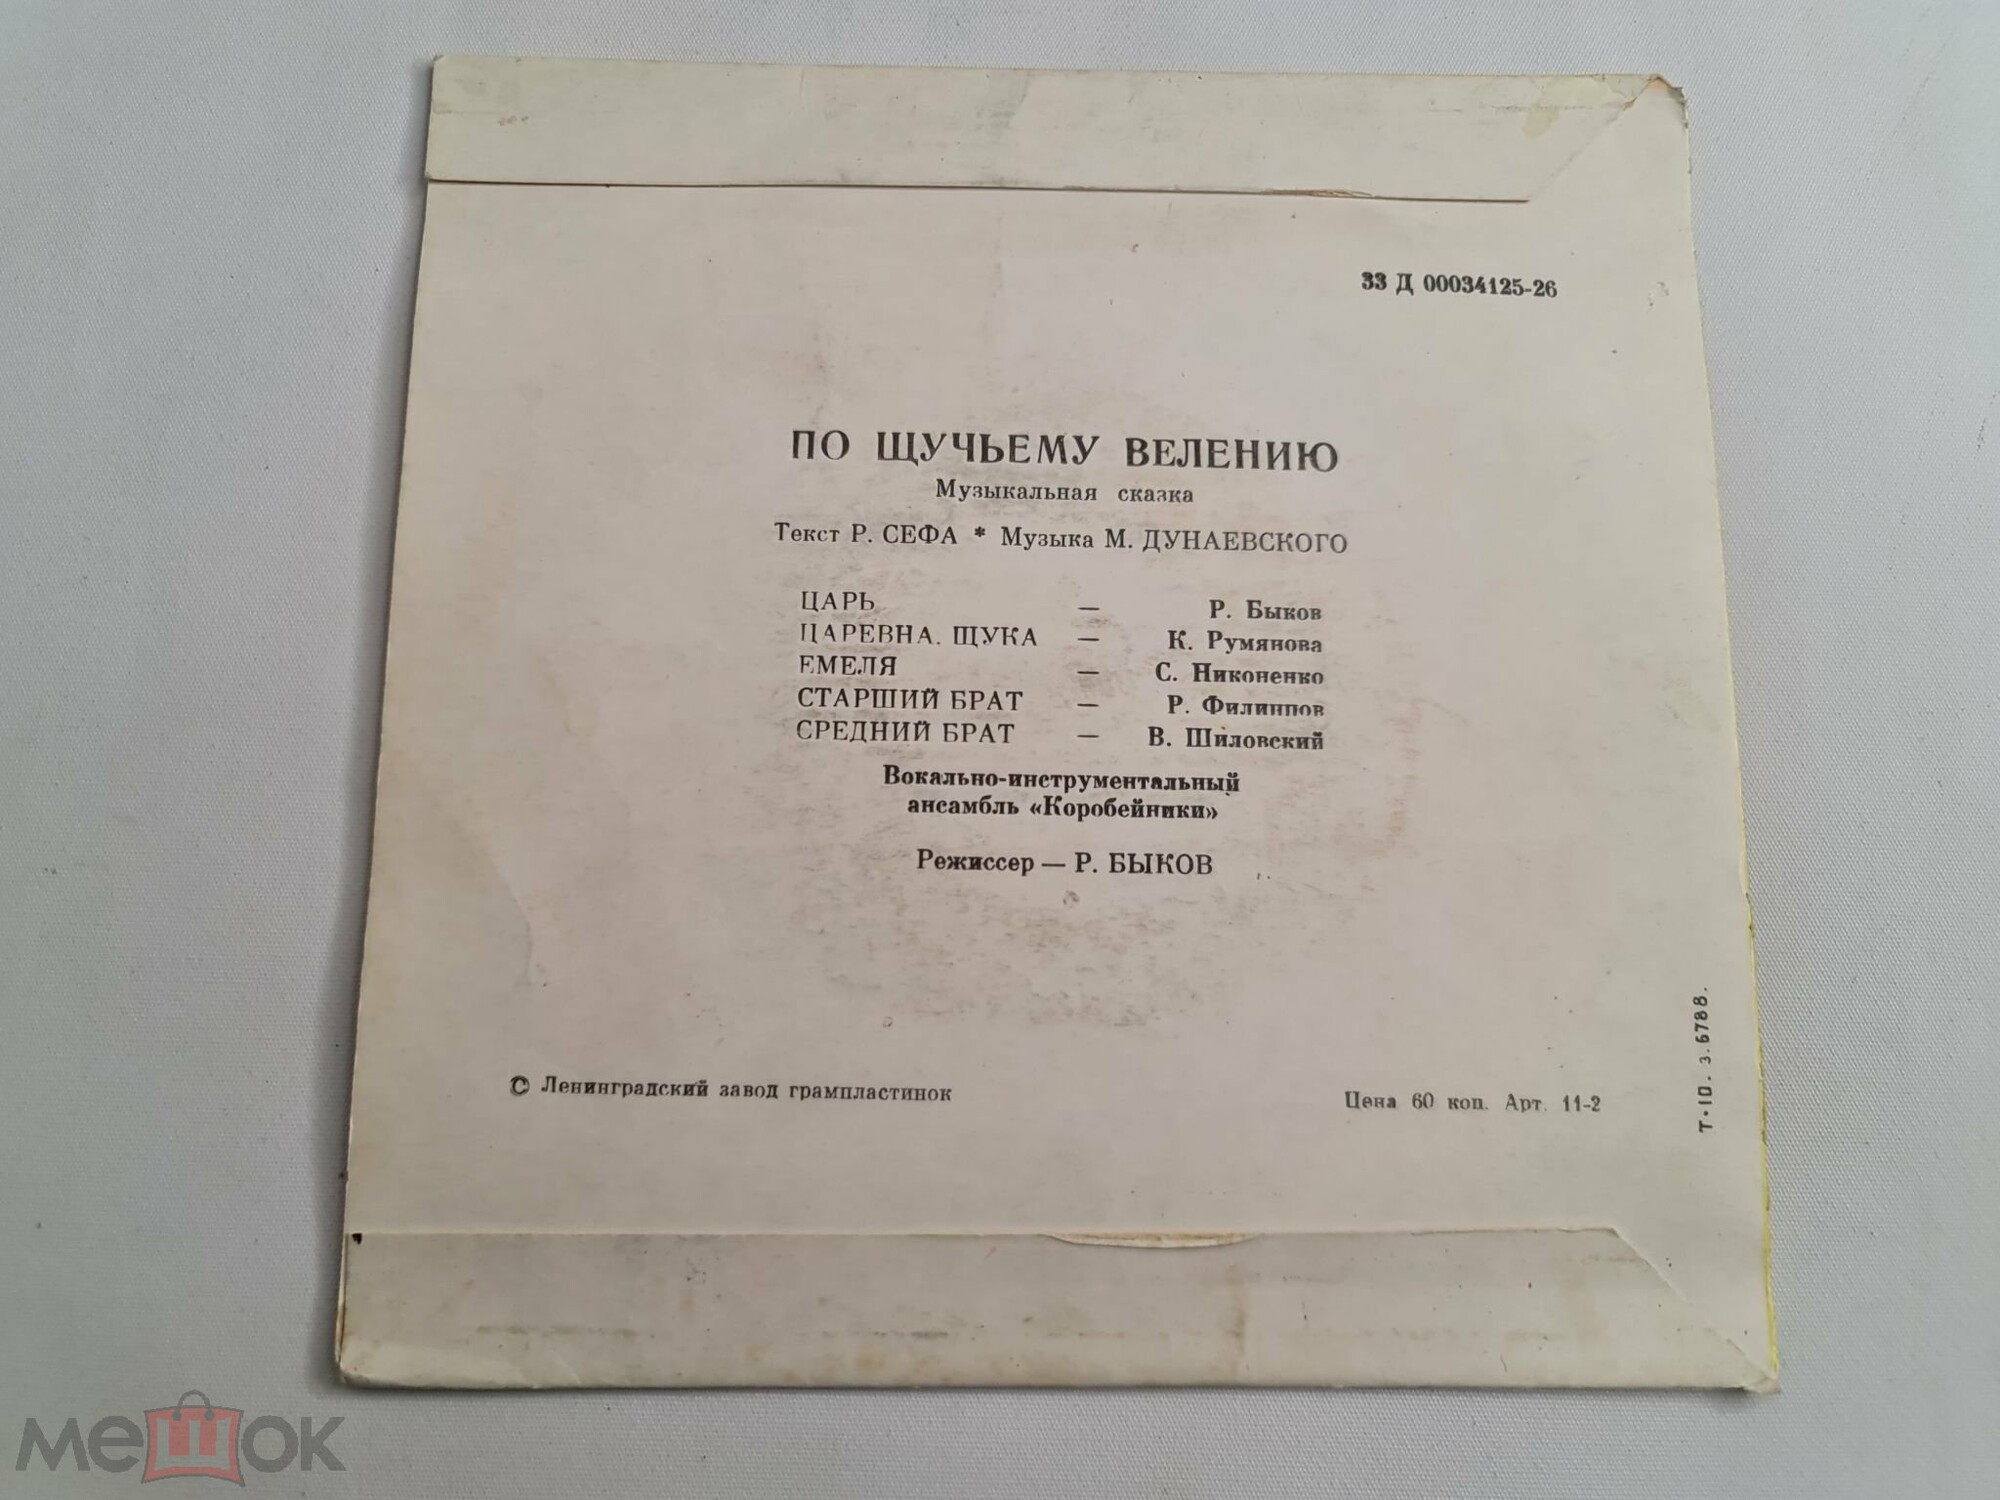 33 Д 00034125-26
ПО ЩУЧЬЕМУ ВЕЛЕНИЮ
Музыкальная сказка
Текст Р. СЕФА * Музыка М. ДУНАЕВСКОГО
ЦАРЬ — Р. Быков
ЦАРЕВНА. ЩУКА — К. Румянова
ЕМЕЛЯ — С. Никоненко
СТАРШИЙ БРАТ — Р. Филиппов
СРЕДНИЙ БРАТ — В. Шиловский
Вокально-инструментальный
ансамбль «Коробейники»
Режиссер — Р. БЫКОВ
© Ленинградский завод грампластинок
Цена 60 коп. Арт. 11-2
Т-10. з. 6788.
мешок